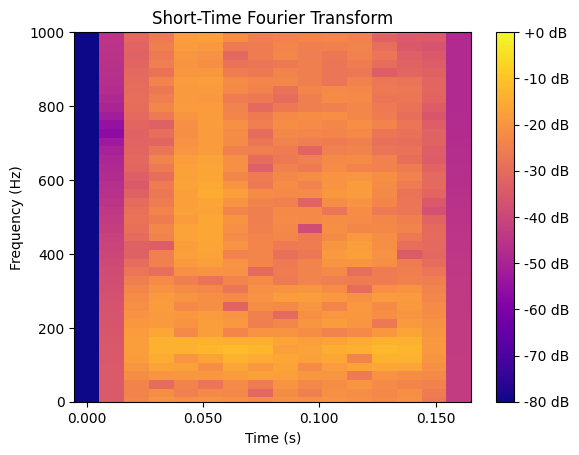 Short-Time Fourier Transform
1000
800
600
400
200
0
Frequency (Hz)
0.000
0.050
0.100
0.150
Time (s)
+0 dB
-10 dB
-20 dB
-30 dB
-40 dB
-50 dB
-60 dB
-70 dB
-80 dB